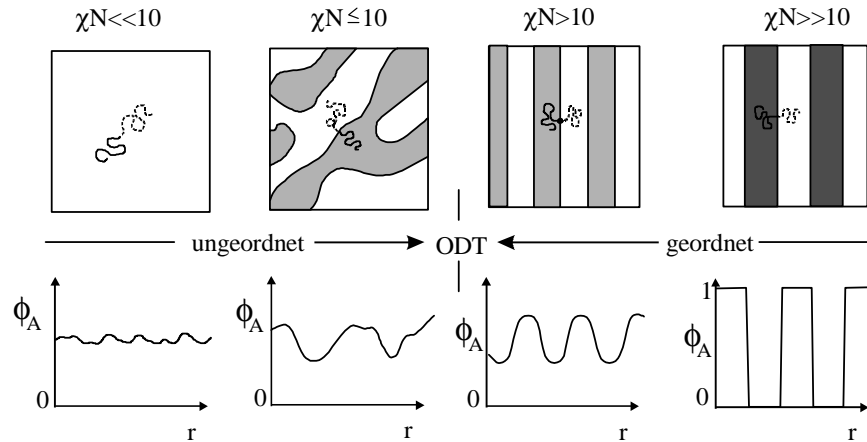 χN<<10 χN≦10 χN>10 χN>>10
ungeordnet ODT geordnet
ϕA ϕA ϕA 1 ϕA
0 0 0 0
r r r r